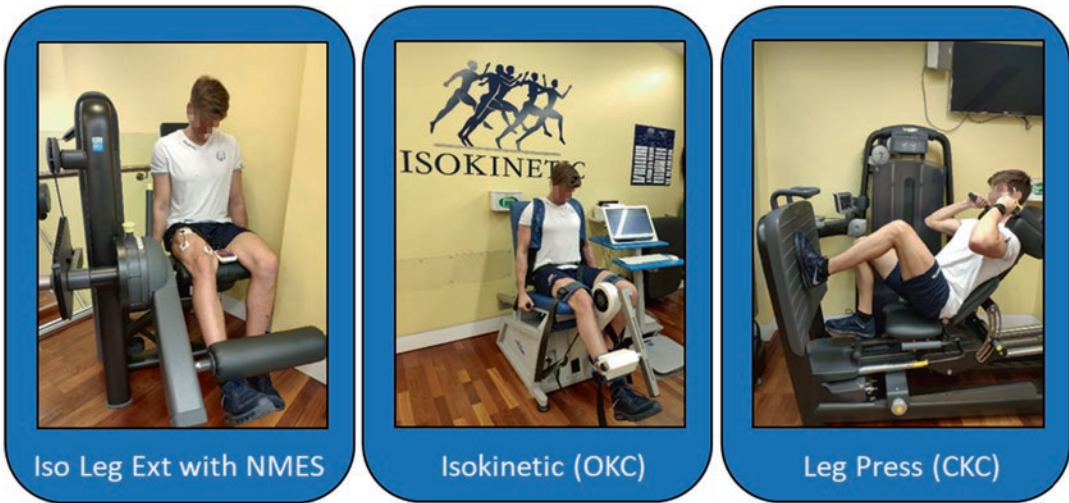 ISOKINETIC
Iso Leg Ext with NMES
Isokinetic (OKC)
Leg Press (CKC)